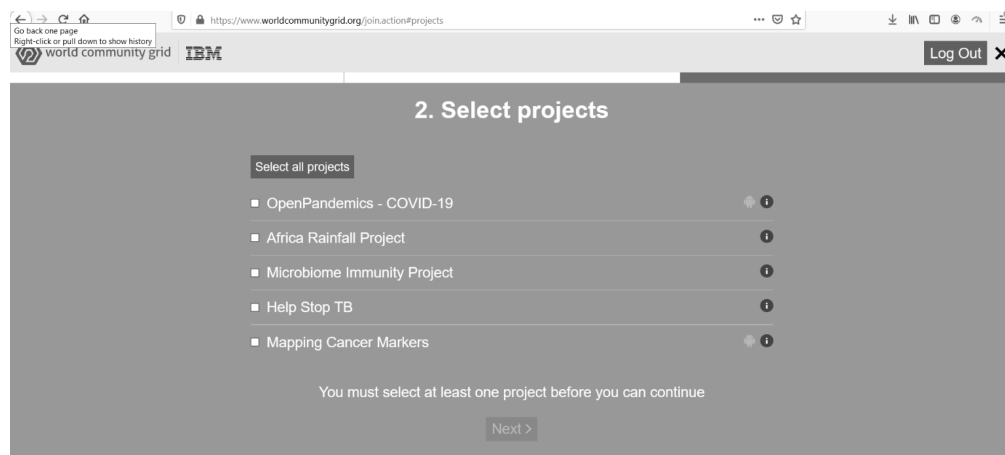 https://www.worldcommunitygrid.org/join.action#projects
Go back one page
Right-click or pull down to show history
world community grid IBM Log Out
2. Select projects
Select all projects
OpenPandemics - COVID-19
Africa Rainfall Project
Microbiome Immunity Project
Help Stop TB
Mapping Cancer Markers
You must select at least one project before you can continue
Next >